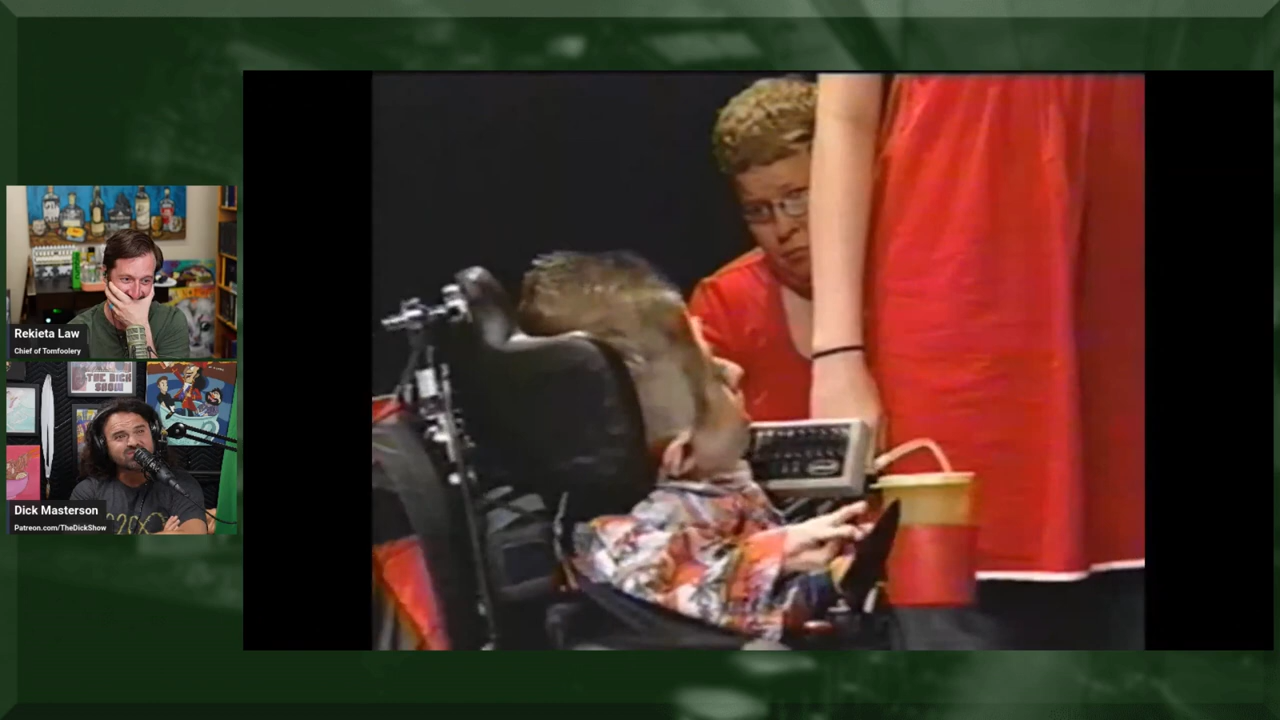 Rekieta Law
Chief of Tomfoolery
THE DICK
SHOW
Dick Masterson
Patreon.com/TheDickShow